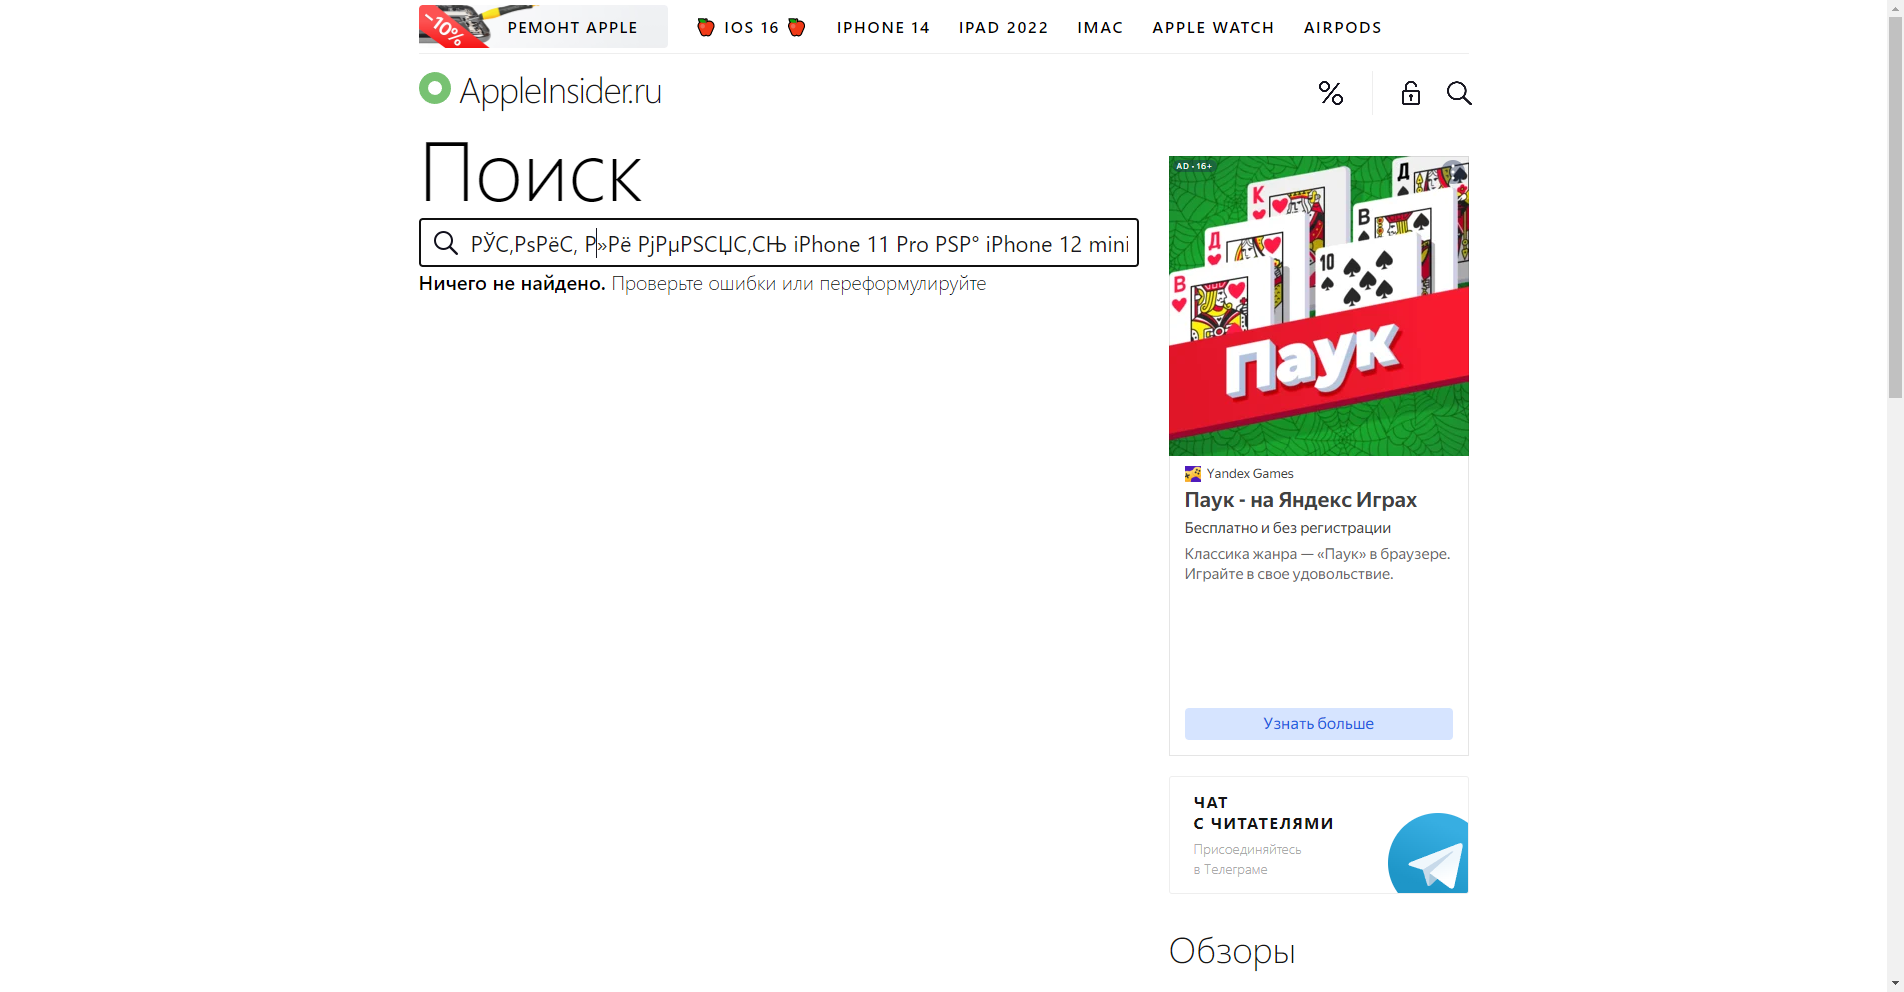 -10%
РЕМОНТ APPLE
IOS 16
IPHONE 14
IPAD 2022
IMAC
APPLE WATCH
AIRPODS
AppleInsider.ru
Поиск
РЎС‚РѕРёС‚ Р»Рё РјРµРЅСЏС‚СЊ iPhone 11 Pro РЅР° iPhone 12 mini
Ничего не найдено. Проверьте ошибки или переформулируйте
AD • 16+
К
Д
В
Д
В
10
Паук
Yandex Games
Паук - на Яндекс Играх
Бесплатно и без регистрации
Классика жанра — «Паук» в браузере.
Играйте в свое удовольствие.
Узнать больше
ЧАТ
С ЧИТАТЕЛЯМИ
Присоединяйтесь
в Телеграме
Обзоры